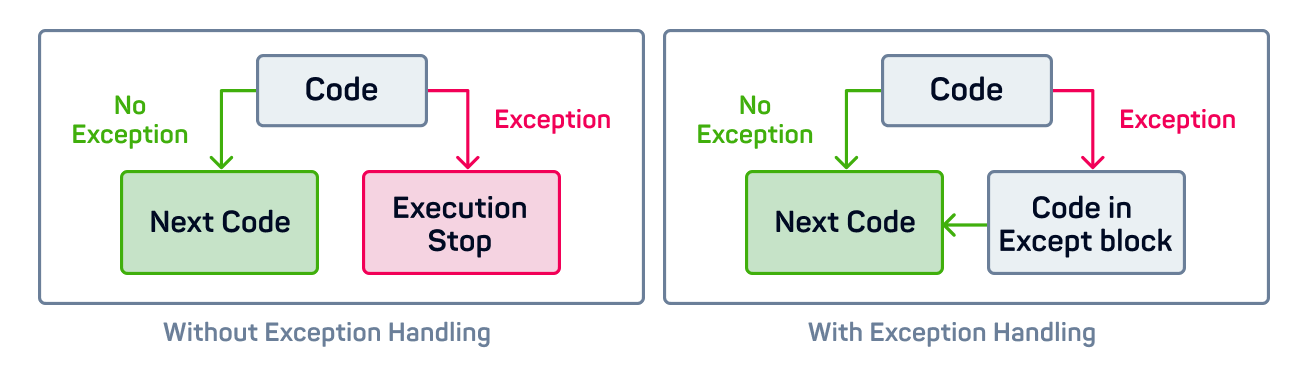 Code
No
Exception
Exception
Next Code
Execution
Stop
Without Exception Handling
Code
No
Exception
Exception
Next Code
Code in
Except block
With Exception Handling